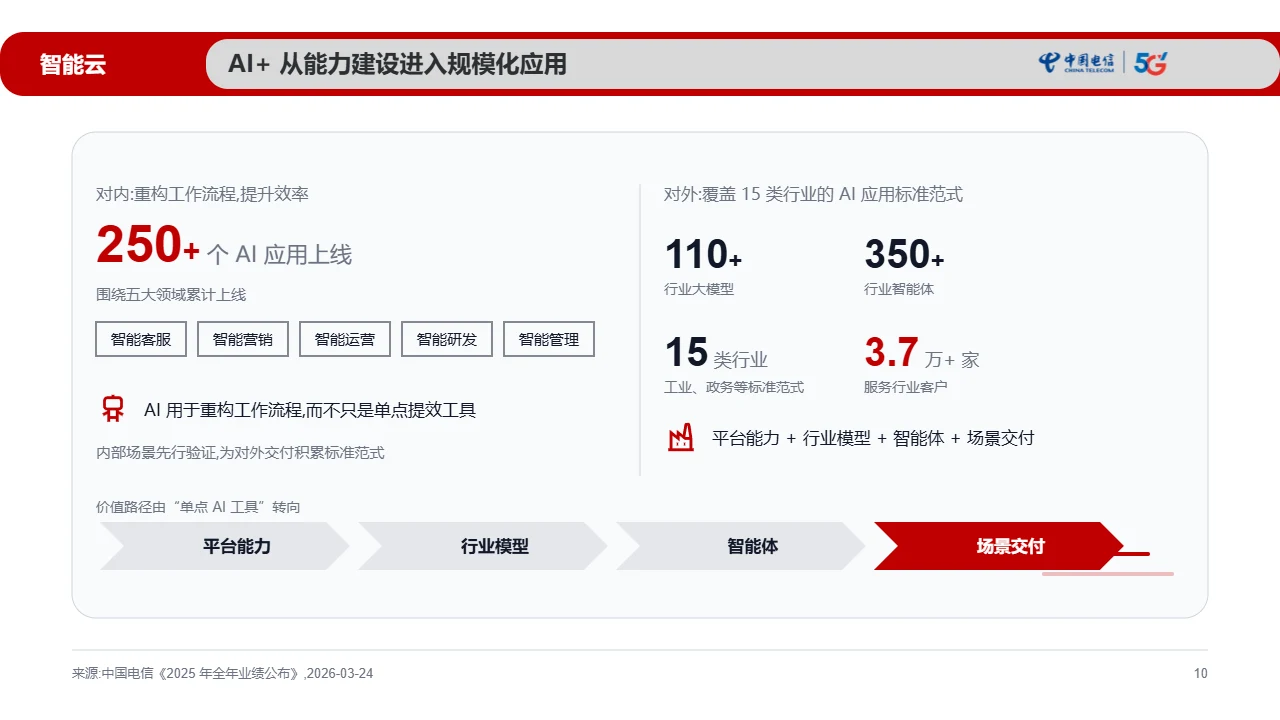 智能云
AI+ 从能力建设进入规模化应用
中国电信
CHINA TELECOM
5G
对内:重构工作流程,提升效率
250+ 个 AI 应用上线
围绕五大领域累计上线
智能客服 智能营销 智能运营 智能研发 智能管理
AI 用于重构工作流程,而不只是单点提效工具
内部场景先行验证,为对外交付积累标准范式
对外:覆盖 15 类行业的 AI 应用标准范式
110+ 350+
行业大模型 行业智能体
15 类行业 3.7 万+ 家
工业、政务等标准范式 服务行业客户
平台能力 + 行业模型 + 智能体 + 场景交付
价值路径由“单点 AI 工具”转向
平台能力 行业模型 智能体 场景交付
来源:中国电信《2025 年全年业绩公布》,2026-03-24
10